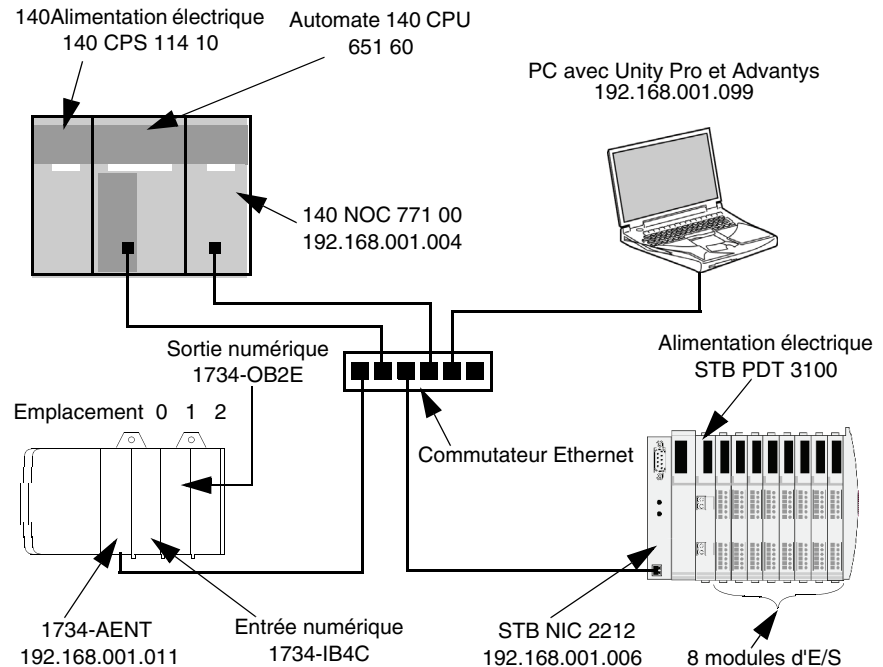 140Alimentation électrique
140 CPS 114 10
Automate 140 CPU
651 60
PC avec Unity Pro et Advantys
192.168.001.099
140 NOC 771 00
192.168.001.004
Sortie numérique
1734-OB2E
Alimentation électrique
STB PDT 3100
Emplacement 0 1 2
Commutateur Ethernet
1734-AENT
192.168.001.011
Entrée numérique
1734-IB4C
STB NIC 2212
192.168.001.006
8 modules d'E/S